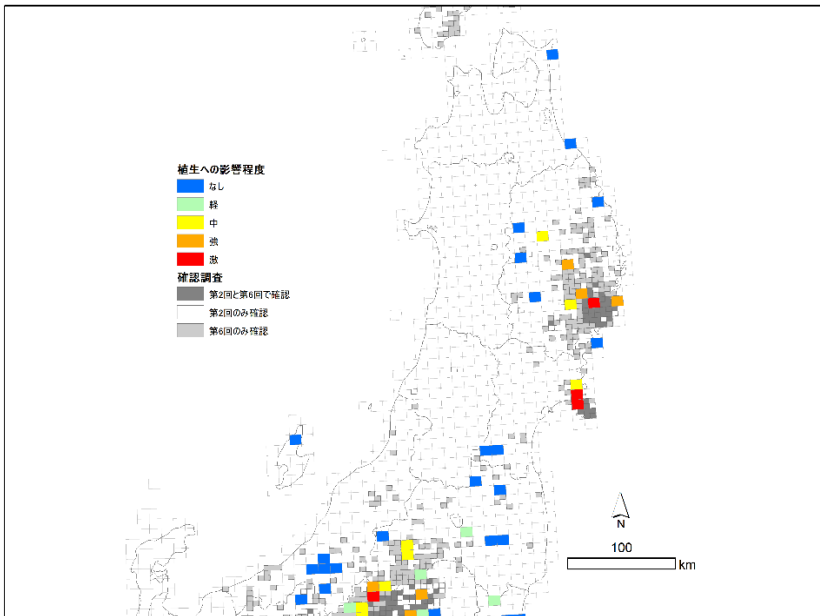 植生への影響程度
なし
軽
中
強
激
確認調査
第2回と第6回で確認
第2回のみ確認
第6回のみ確認
N
100
km